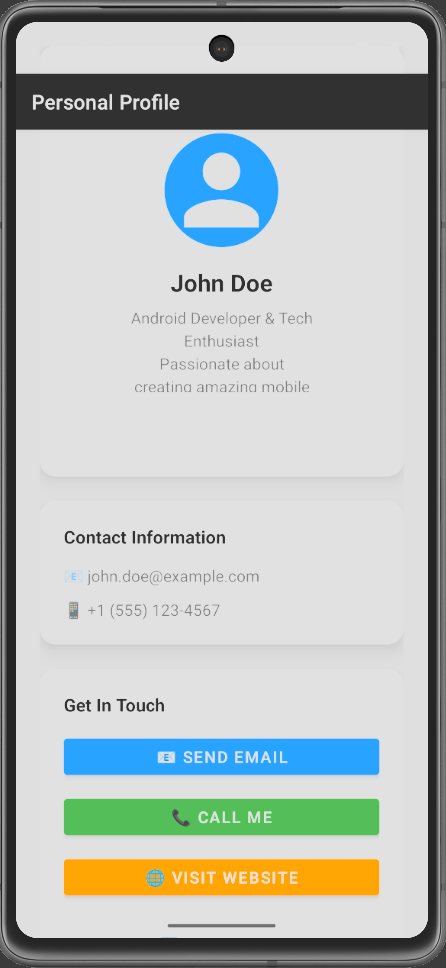 Personal Profile
John Doe
Android Developer & Tech
Enthusiast
Passionate about
creating amazing mobile
Contact Information
📧 john.doe@example.com
📱 +1 (555) 123-4567
Get In Touch
📧 SEND EMAIL
📞 CALL ME
🌐 VISIT WEBSITE